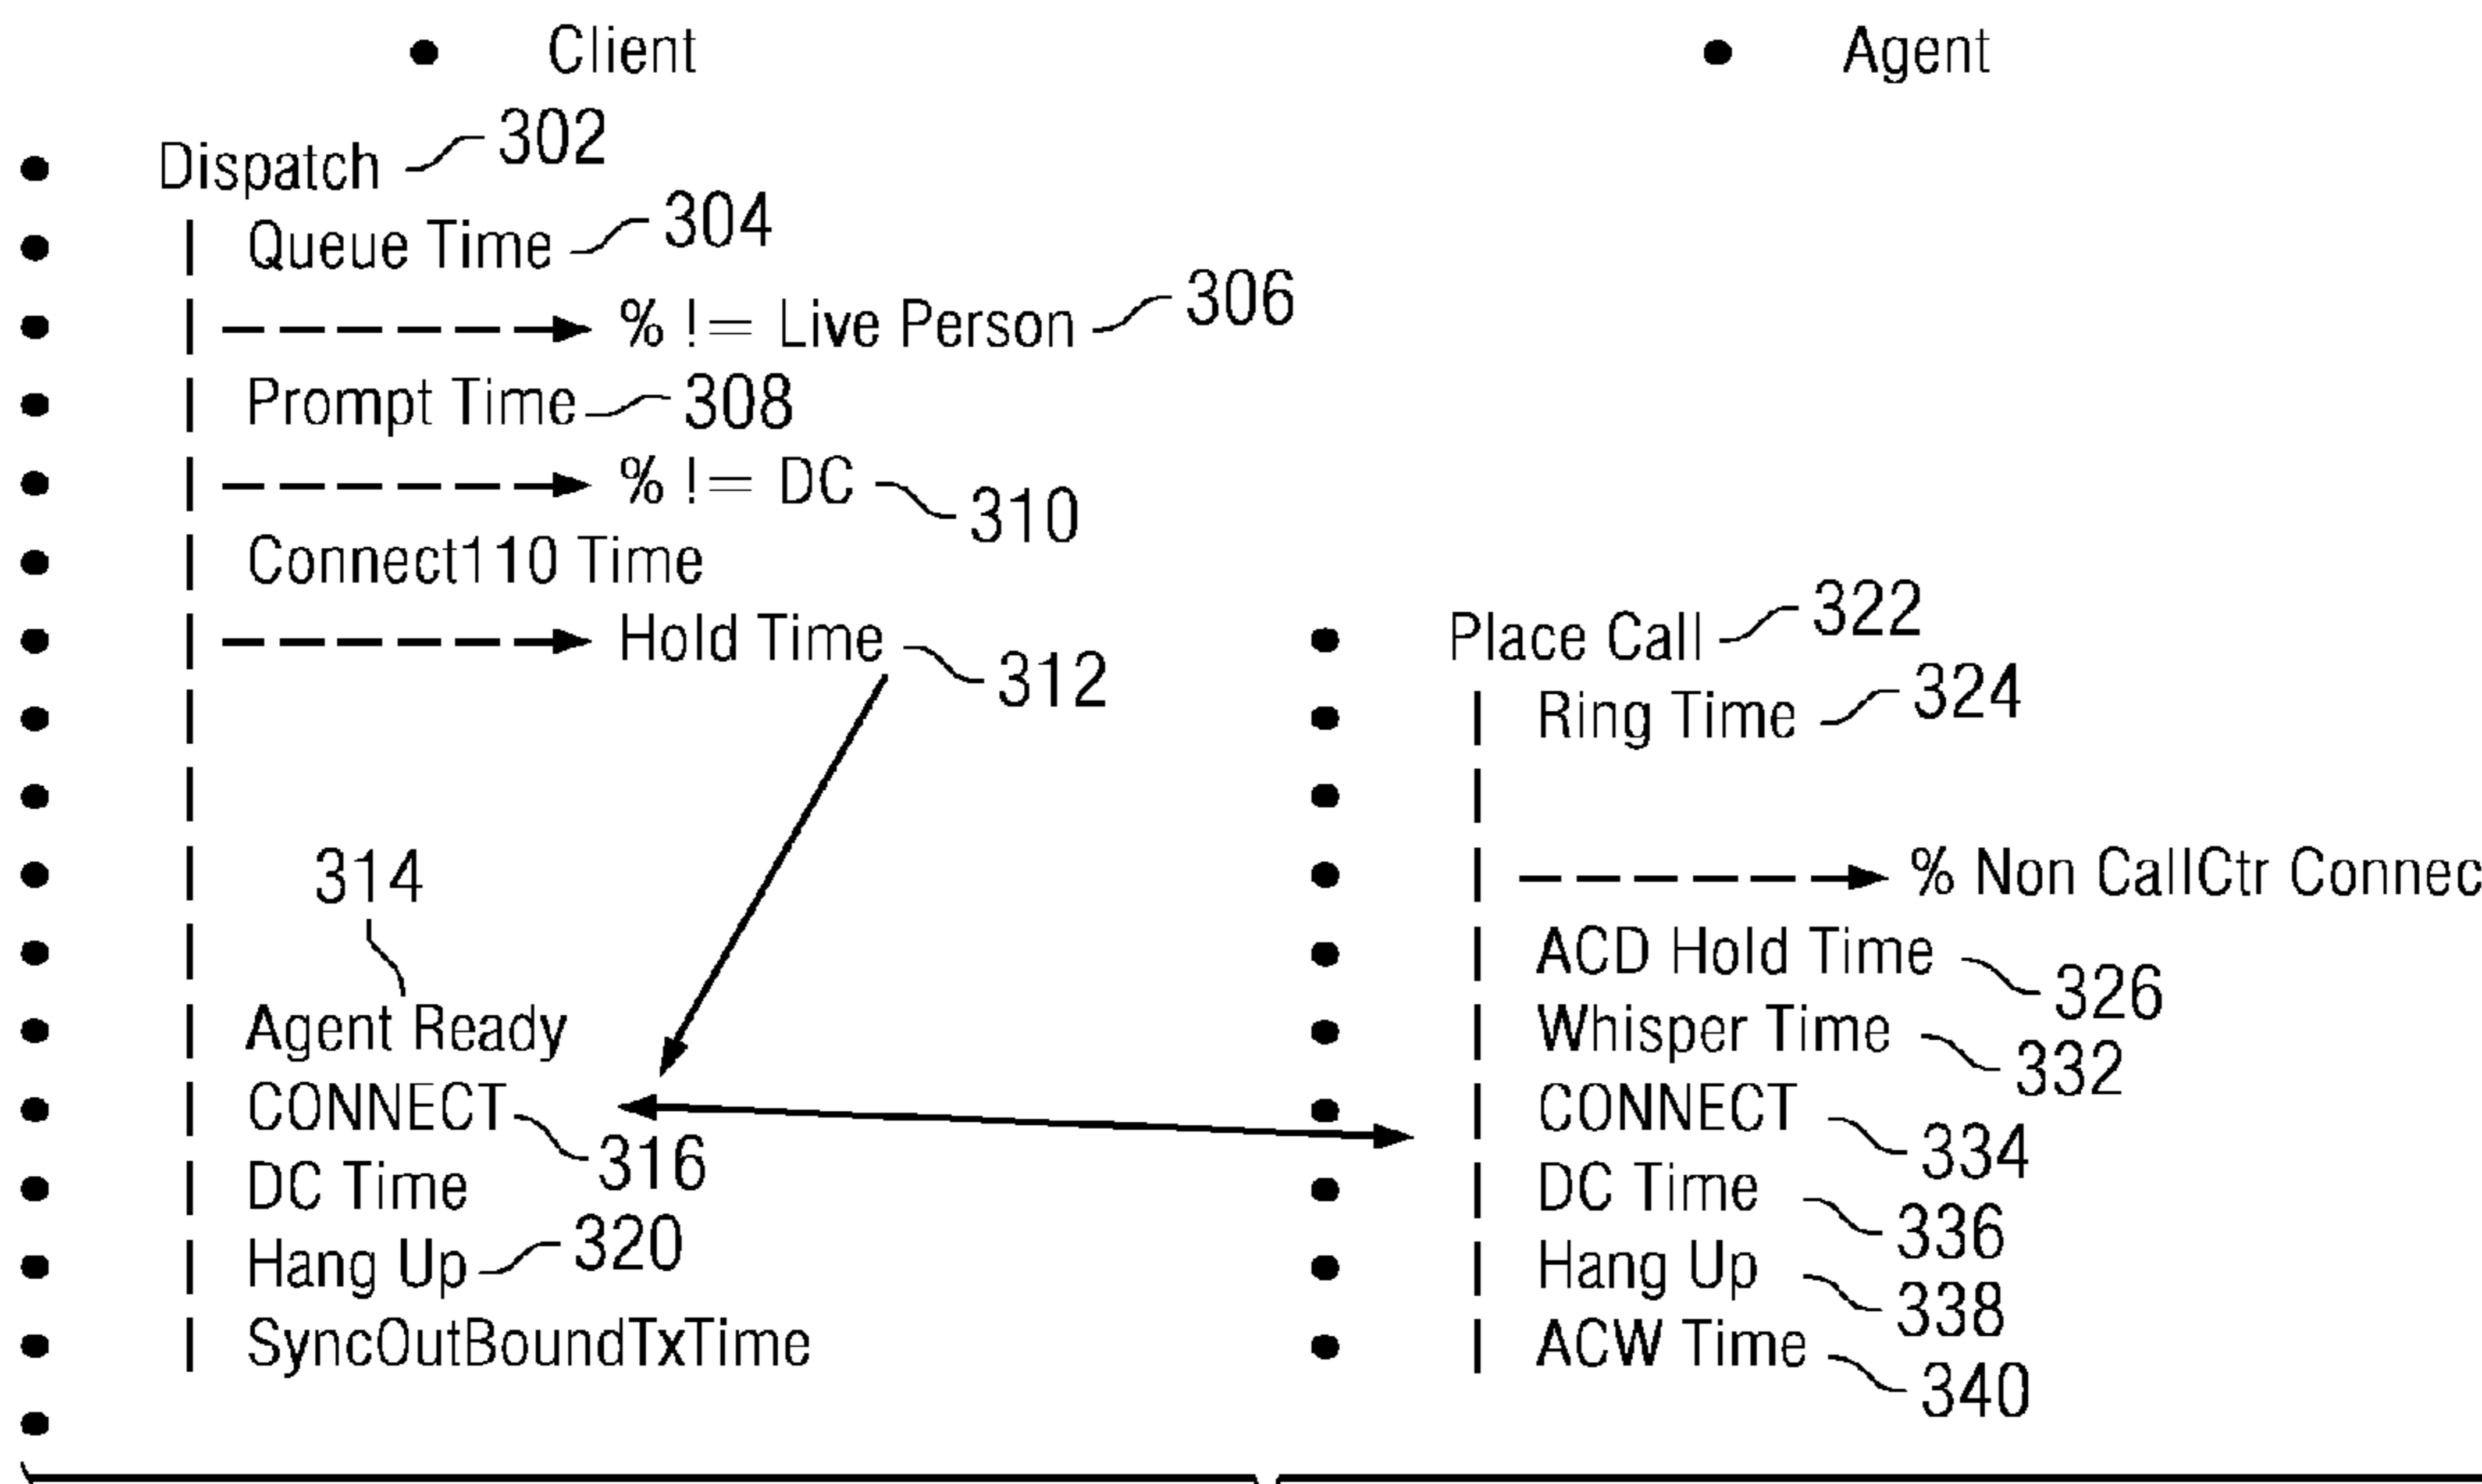 • Client
• Agent
• Dispatch 302
• | Queue Time 304
• | % != Live Person 306
• | Prompt Time 308
• | % != DC 310
• | Connect110 Time
• | Hold Time 312
• |
• |
• | 314
• |
• | Agent Ready
• | CONNECT 316
• | DC Time
• | Hang Up 320
• | SyncOutBoundTxTime
•
• Place Call 322
• | Ring Time 324
• |
• | % Non CallCtr Connec
• | ACD Hold Time 326
• | Whisper Time 332
• | CONNECT 334
• | DC Time 336
• | Hang Up 338
• | ACW Time 340